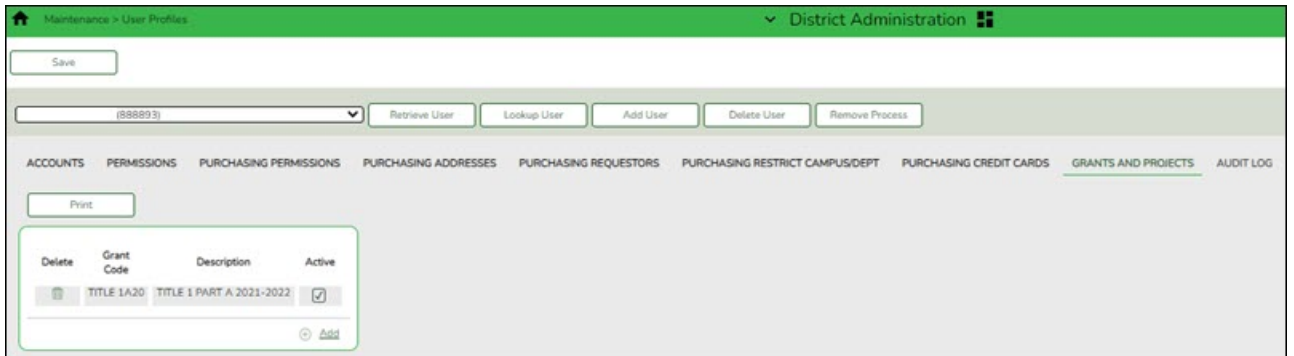 Maintenance > User Profiles
District Administration
Save
(888893)
Retrieve User
Lookup User
Add User
Delete User
Remove Process
ACCOUNTS PERMISSIONS PURCHASING PERMISSIONS PURCHASING ADDRESSES PURCHASING REQUESTORS PURCHASING RESTRICT CAMPUS/DEPT PURCHASING CREDIT CARDS GRANTS AND PROJECTS AUDIT LOG
Print
Delete Grant Code Description Active
TITLE 1A20 TITLE 1 PART A 2021-2022
Add